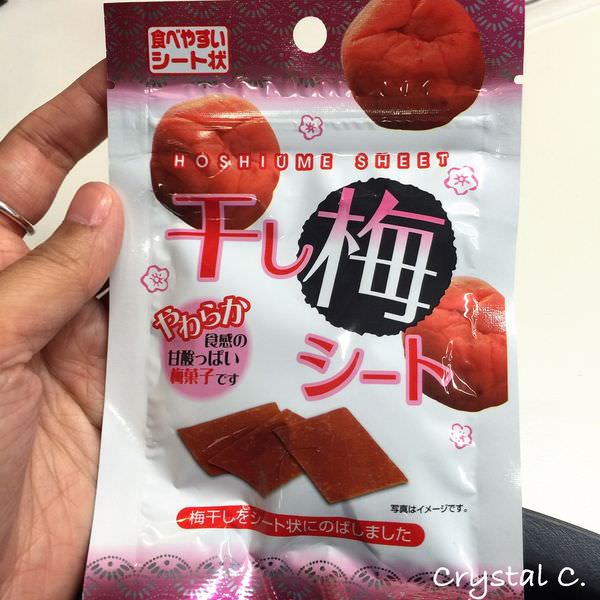 食べやすい
シート状
HOSHIUME SHEET
干し梅
シート
やわらか
食感の
甘酸っぱい
梅菓子です
写真はイメージです。
梅干しをシート状にのばしました
Crystal C.